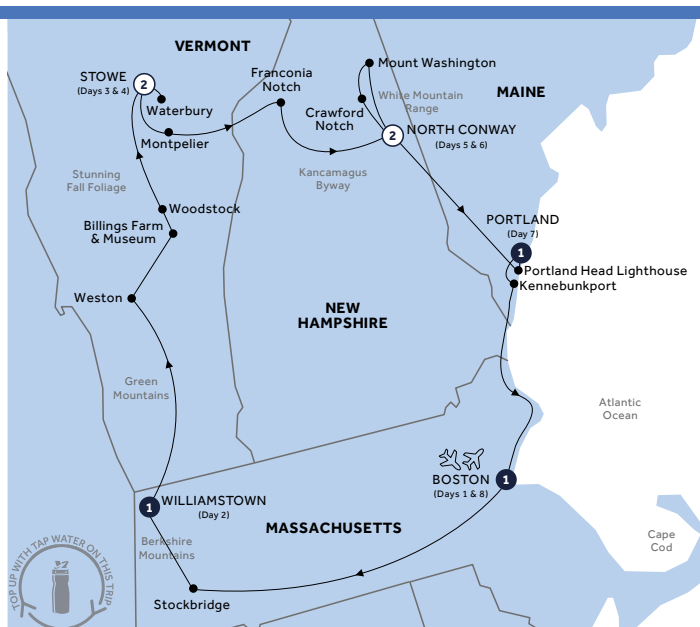 VERMONT
STOWE
(Days 3 & 4)
2
Waterbury
Montpelier
Franconia
Notch
Mount Washington
White Mountain
Range
Crawford
Notch
MAINE
2
NORTH CONWAY
(Days 5 & 6)
Kancamagus
Byway
Stunning
Fall Foliage
Woodstock
Billings Farm
& Museum
PORTLAND
(Day 7)
1
Portland Head Lighthouse
Kennebunkport
Weston
NEW
HAMPSHIRE
Green
Mountains
Atlantic
Ocean
BOSTON
(Days 1 & 8)
1
1
WILLIAMSTOWN
(Day 2)
MASSACHUSETTS
Berkshire
Mountains
Cape
Cod
Stockbridge
TOP UP WITH TAP WATER ON THIS TRIP